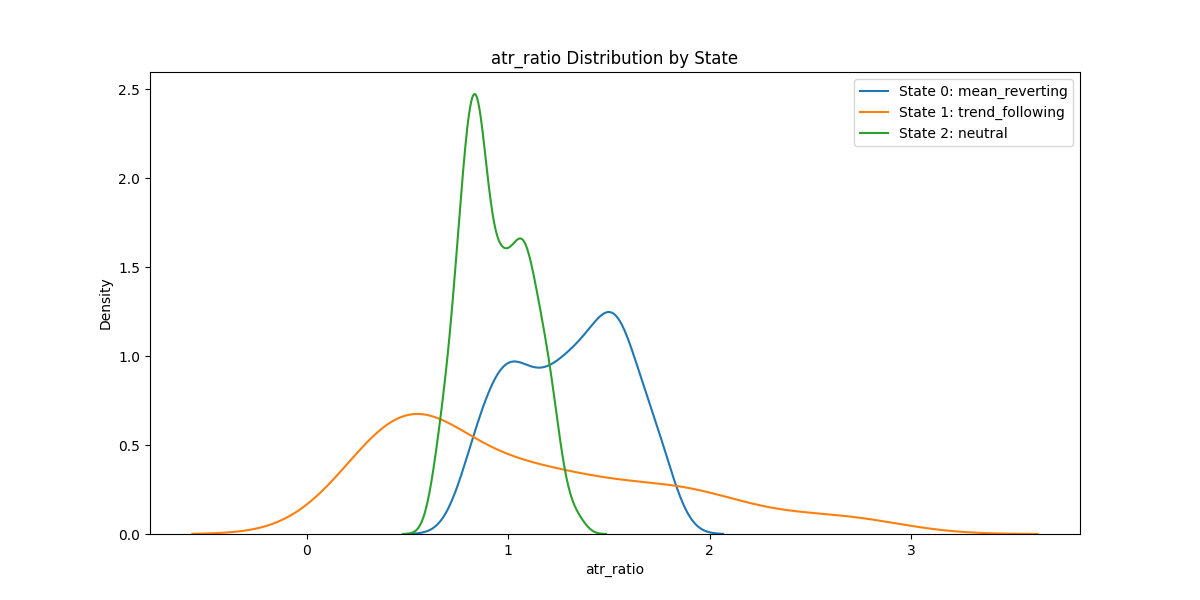 atr_ratio Distribution by State
State 0: mean_reverting
State 1: trend_following
State 2: neutral
2.5
2.0
1.5
1.0
0.5
0.0
Density
0 1 2 3
atr_ratio